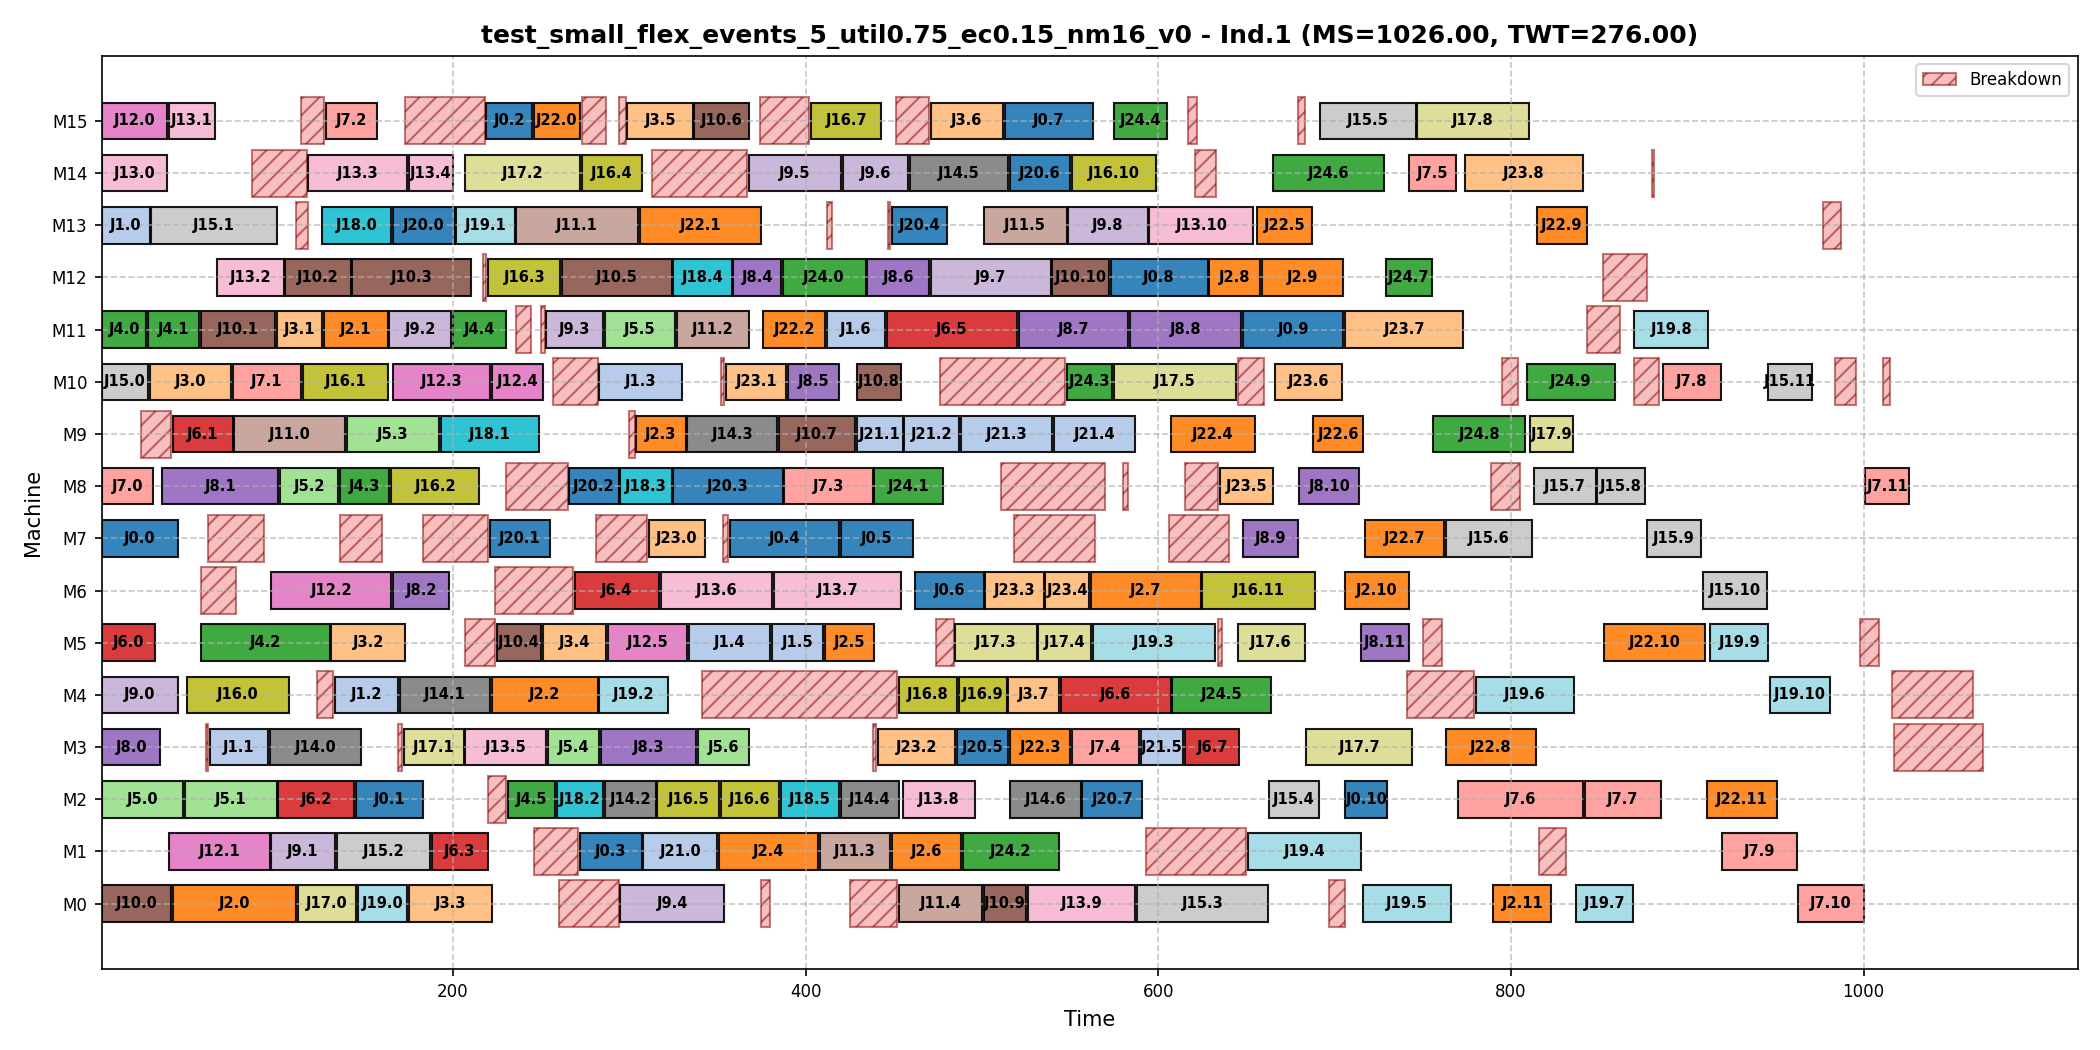 test_small_flex_events_5_util0.75_ec0.15_nm16_v0 - Ind.1 (MS=1026.00, TWT=276.00)
Breakdown
M15 J12.0 J13.1 J7.2 J0.2 J22.0 J3.5 J10.6 J16.7 J3.6 J0.7 J24.4 J15.5 J17.8
M14 J13.0 J13.3 J13.4 J17.2 J16.4 J9.5 J9.6 J14.5 J20.6 J16.10 J24.6 J7.5 J23.8
M13 J1.0 J15.1 J18.0 J20.0 J19.1 J11.1 J22.1 J20.4 J11.5 J9.8 J13.10 J22.5 J22.9
M12 J13.2 J10.2 J10.3 J16.3 J10.5 J18.4 J8.4 J24.0 J8.6 J9.7 J10.10 J0.8 J2.8 J2.9 J24.7
M11 J4.0 J4.1 J10.1 J3.1 J2.1 J9.2 J4.4 J9.3 J5.5 J11.2 J22.2 J1.6 J6.5 J8.7 J8.8 J0.9 J23.7 J19.8
M10 J15.0 J3.0 J7.1 J16.1 J12.3 J12.4 J1.3 J23.1 J8.5 J10.8 J24.3 J17.5 J23.6 J24.9 J7.8 J15.11
M9 J6.1 J11.0 J5.3 J18.1 J2.3 J14.3 J10.7 J21.1 J21.2 J21.3 J21.4 J22.4 J22.6 J24.8 J17.9
M8 J7.0 J8.1 J5.2 J4.3 J16.2 J20.2 J18.3 J20.3 J7.3 J24.1 J23.5 J8.10 J15.7 J15.8 J7.11
M7 J0.0 J20.1 J23.0 J0.4 J0.5 J8.9 J22.7 J15.6 J15.9
M6 J12.2 J8.2 J6.4 J13.6 J13.7 J0.6 J23.3 J23.4 J2.7 J16.11 J2.10 J15.10
M5 J6.0 J4.2 J3.2 J10.4 J3.4 J12.5 J1.4 J1.5 J2.5 J17.3 J17.4 J19.3 J17.6 J8.11 J22.10 J19.9
M4 J9.0 J16.0 J1.2 J14.1 J2.2 J19.2 J16.8 J16.9 J3.7 J6.6 J24.5 J19.6 J19.10
M3 J8.0 J1.1 J14.0 J17.1 J13.5 J5.4 J8.3 J5.6 J23.2 J20.5 J22.3 J7.4 J21.5 J6.7 J17.7 J22.8
M2 J5.0 J5.1 J6.2 J0.1 J4.5 J18.2 J14.2 J16.5 J16.6 J18.5 J14.4 J13.8 J14.6 J20.7 J15.4 J0.10 J7.6 J7.7 J22.11
M1 J12.1 J9.1 J15.2 J6.3 J0.3 J21.0 J2.4 J11.3 J2.6 J24.2 J19.4 J7.9
M0 J10.0 J2.0 J17.0 J19.0 J3.3 J9.4 J11.4 J10.9 J13.9 J15.3 J19.5 J2.11 J19.7 J7.10
200 400 600 800 1000
Time
Machine